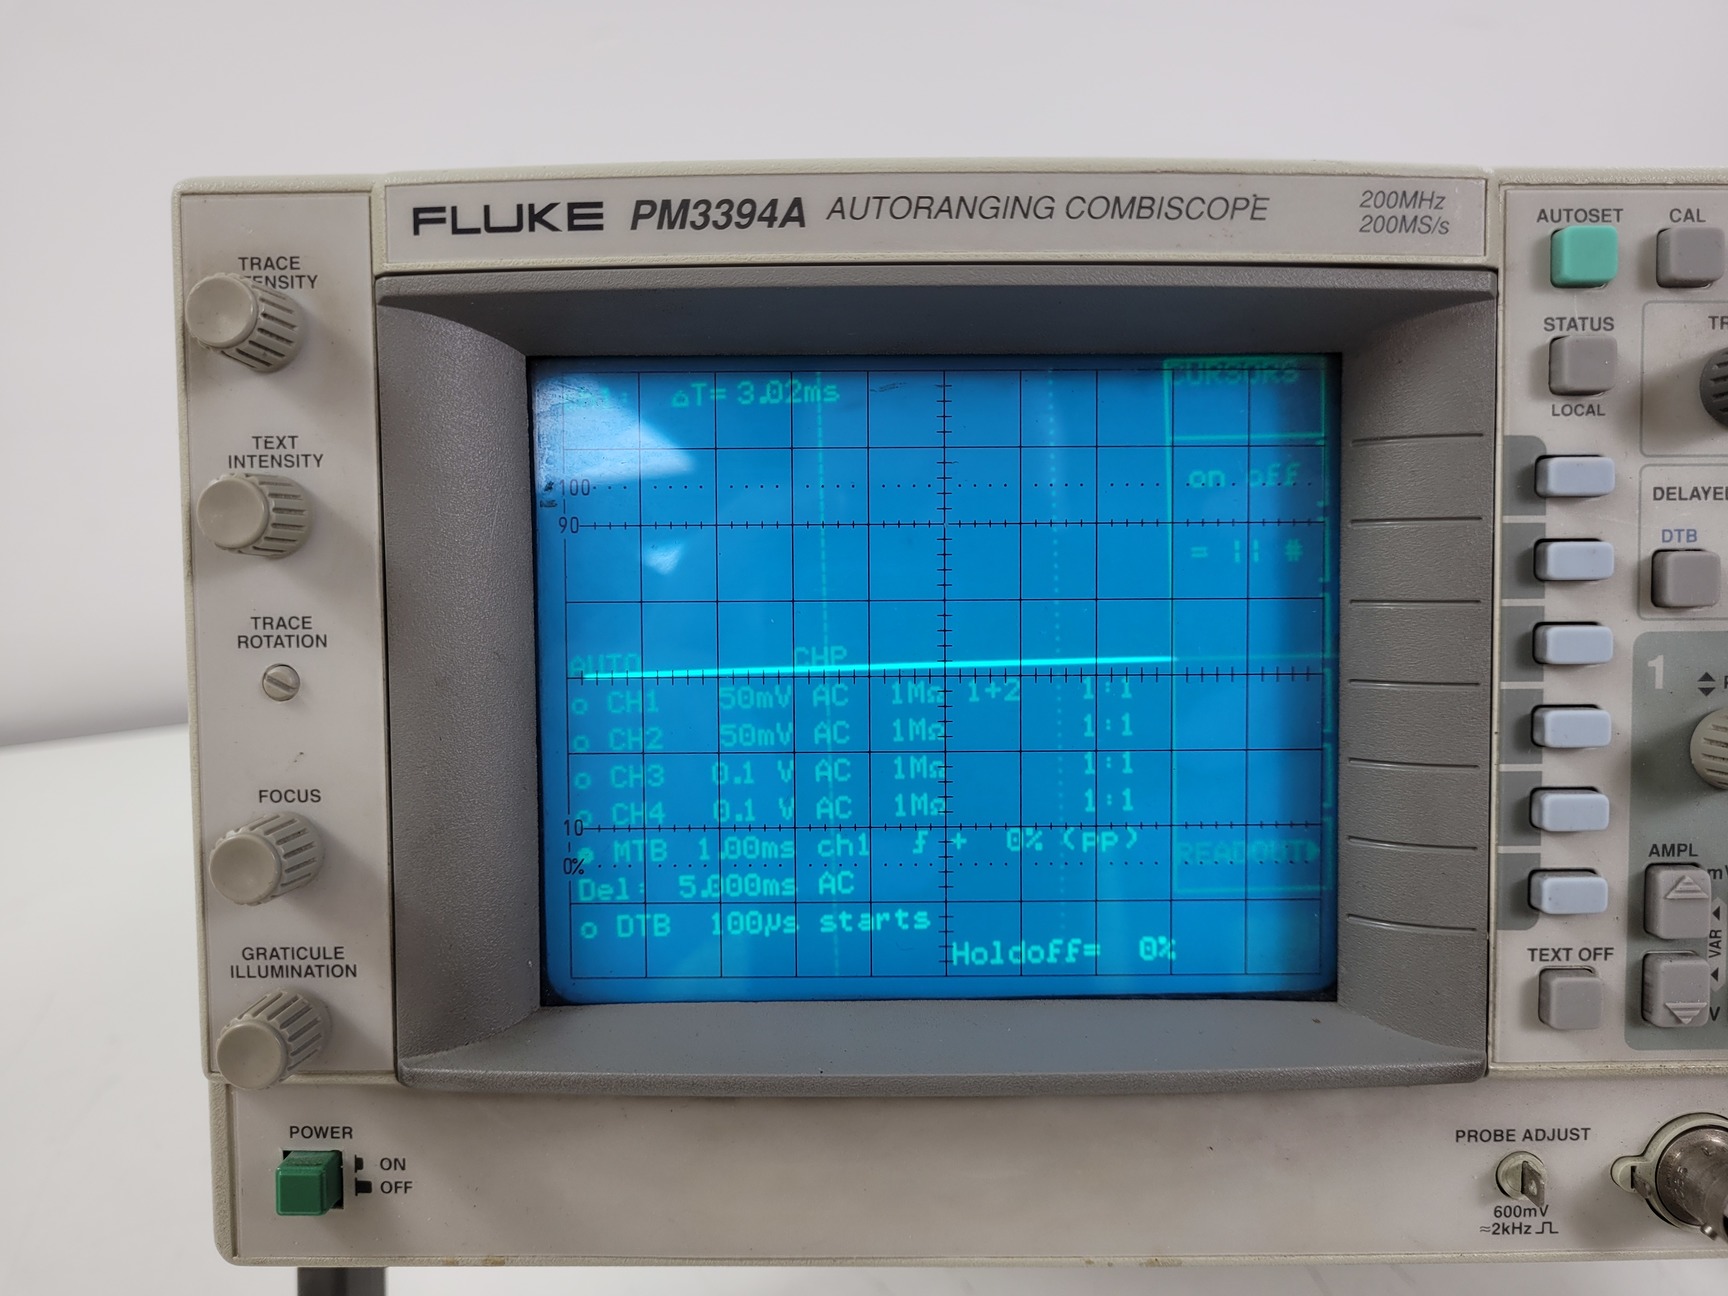 FLUKE PM3394A AUTORANGING COMBISCOPE
200MHz
200MS/s
TRACE
TEXT
INTENSITY
TRACE
ROTATION
FOCUS
GRATICULE
ILLUMINATION
POWER
ON
OFF
ΔT= 3.02ms
CURSORS
on off
= || #
100
90
AUTO CHP
CH1 50mV AC 1MΩ 1+2 1:1
CH2 50mV AC 1MΩ 1:1
CH3 0.1 V AC 1MΩ 1:1
CH4 0.1 V AC 1MΩ 1:1
10
MTB 1.00ms ch1 + 0% (pp)
0%
READOUT
Del: 5.000ms AC
DTB 100µs starts
Holdoff= 0%
AUTOSET CAL
STATUS
LOCAL
DTB
1
AMPL
VAR
V
TEXT OFF
PROBE ADJUST
600mV
≈2kHz